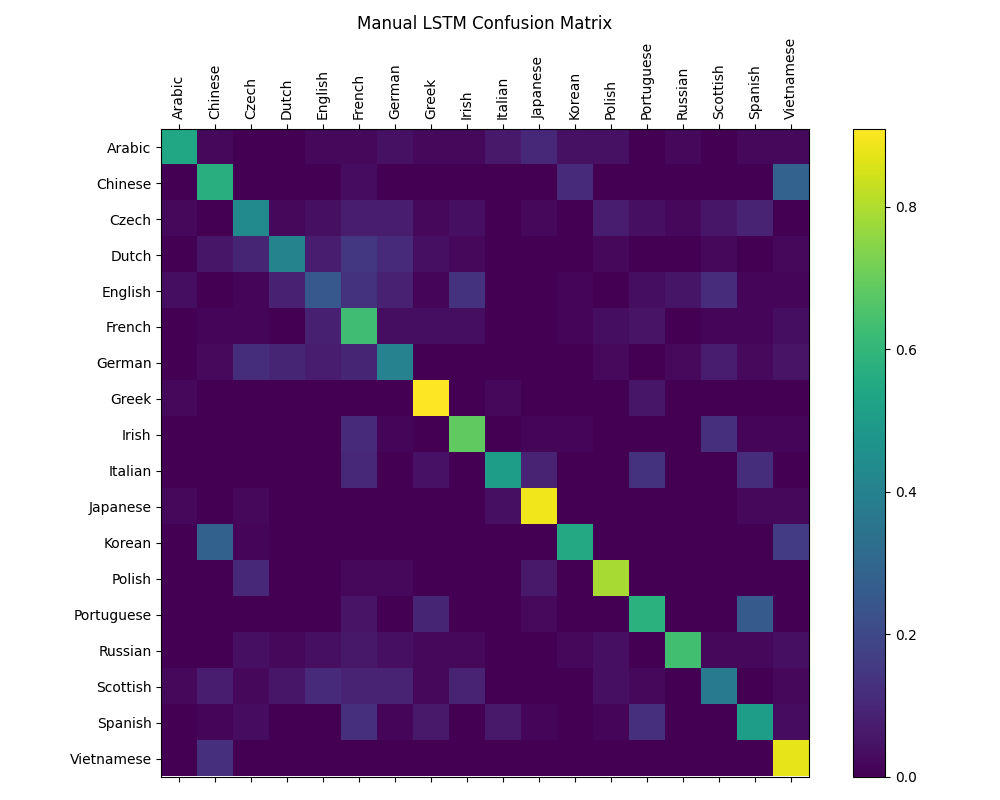 Manual LSTM Confusion Matrix
Arabic
Chinese
Czech
Dutch
English
French
German
Greek
Irish
Italian
Japanese
Korean
Polish
Portuguese
Russian
Scottish
Spanish
Vietnamese
Arabic
Chinese
Czech
Dutch
English
French
German
Greek
Irish
Italian
Japanese
Korean
Polish
Portuguese
Russian
Scottish
Spanish
Vietnamese
0.8
0.6
0.4
0.2
0.0